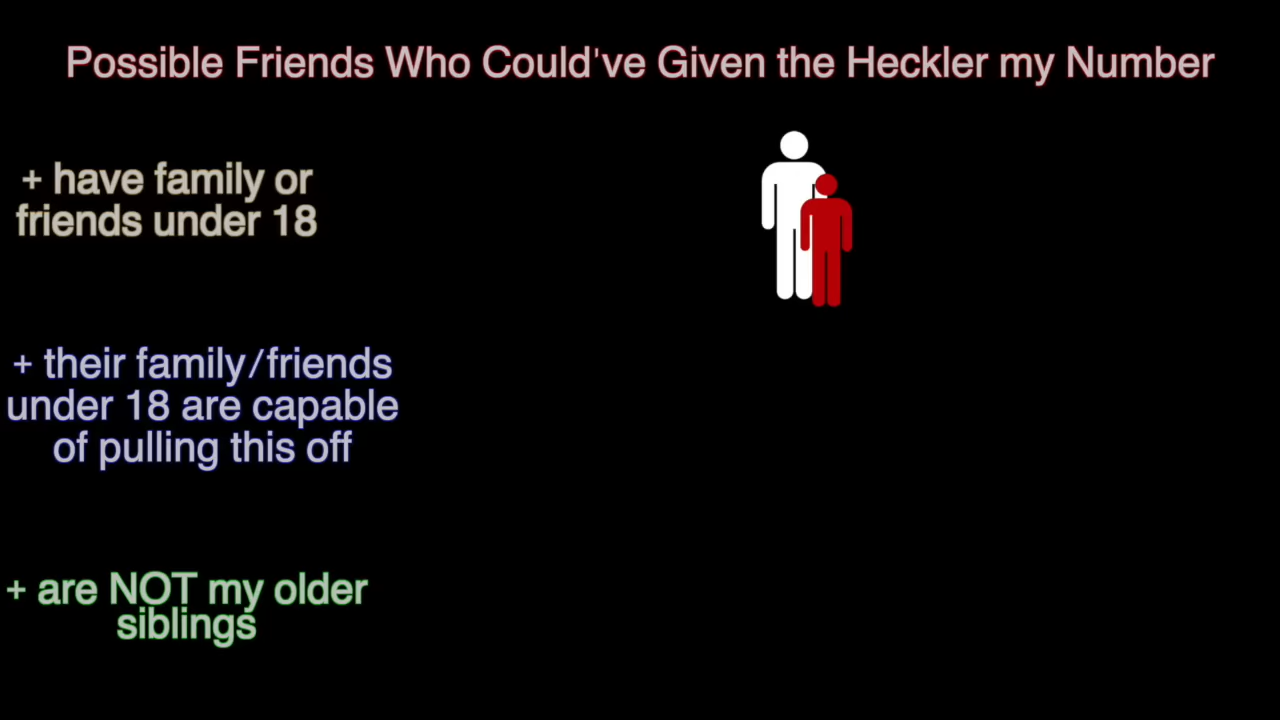 Possible Friends Who Could've Given the Heckler my Number
+ have family or
friends under 18
+ their family/friends
under 18 are capable
of pulling this off
+ are NOT my older
siblings